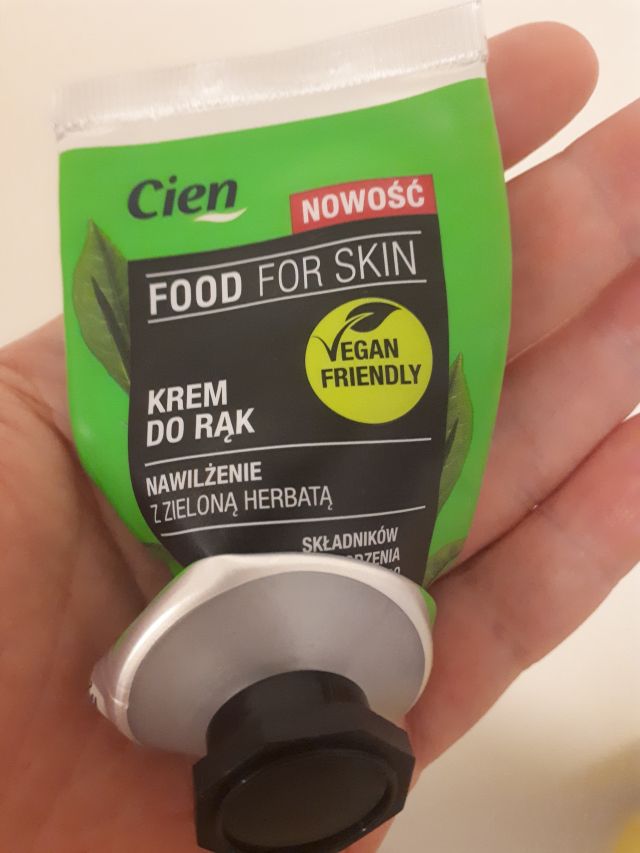 Cien
NOWOŚĆ
FOOD FOR SKIN
VEGAN
FRIENDLY
KREM
DO RĄK
NAWILŻENIE
Z ZIELONĄ HERBATĄ
SKŁADNIKÓW